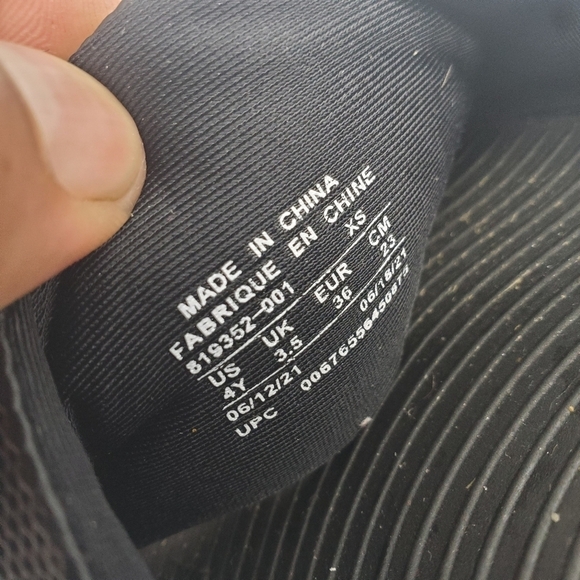 MADE IN CHINA
FABRIQUE EN CHINE
819352-001 XS
US UK EUR CM
4Y 3.5 36 23
06/12/21 06/18/21
UPC 00676556450873